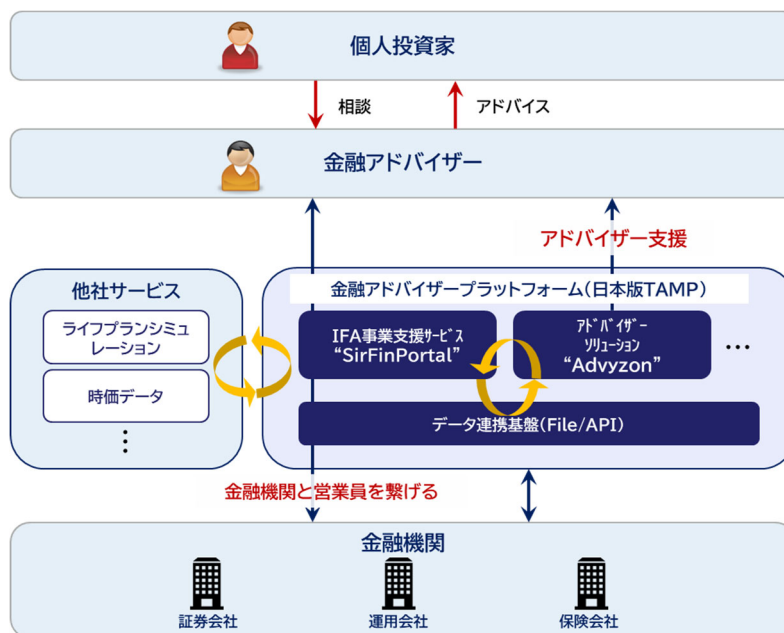 個人投資家
相談
アドバイス
金融アドバイザー
アドバイザー支援
他社サービス
ライフプランシミュ
レーション
時価データ
⋮
金融アドバイザープラットフォーム(日本版TAMP)
IFA事業支援ｻｰﾋﾞｽ
“SirFinPortal”
ｱﾄﾞﾊﾞｲｻﾞｰ
ｿﾘｭｰｼｮﾝ
“Advyzon”
…
データ連携基盤(File/API)
金融機関と営業員を繋げる
金融機関
証券会社
運用会社
保険会社